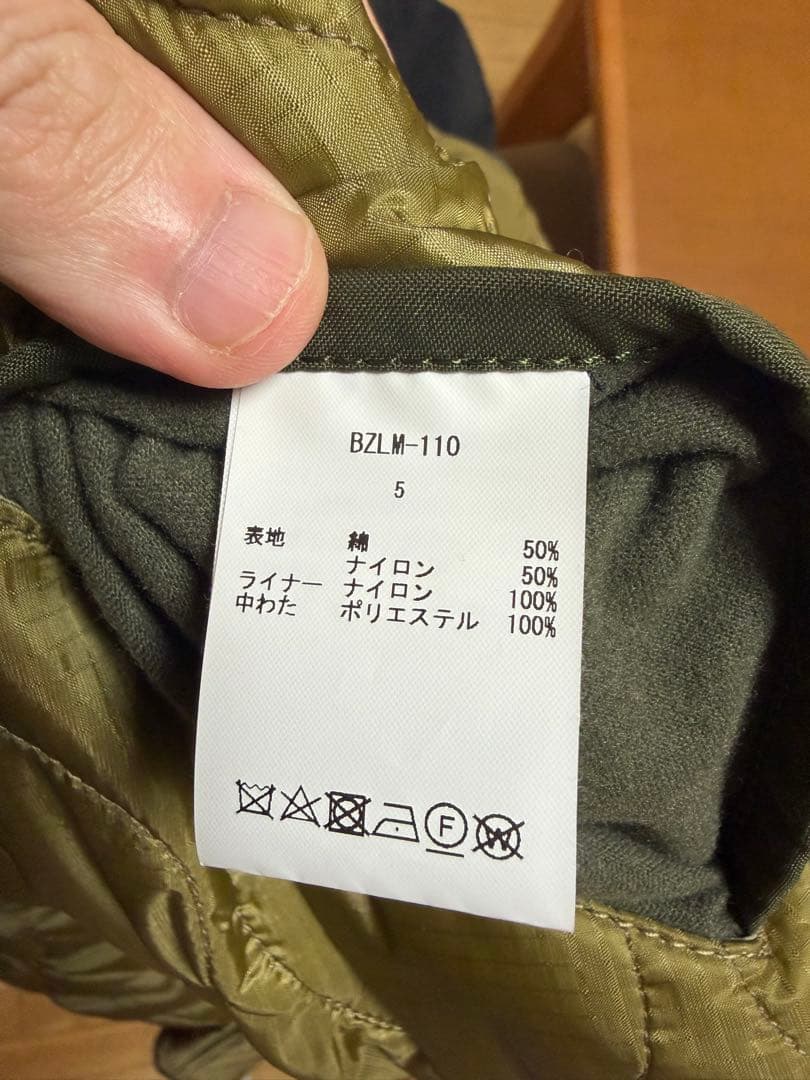 BZLM-110
5
表地 綿 50%
ナイロン 50%
ライナー ナイロン 100%
中わた ポリエステル 100%
F W